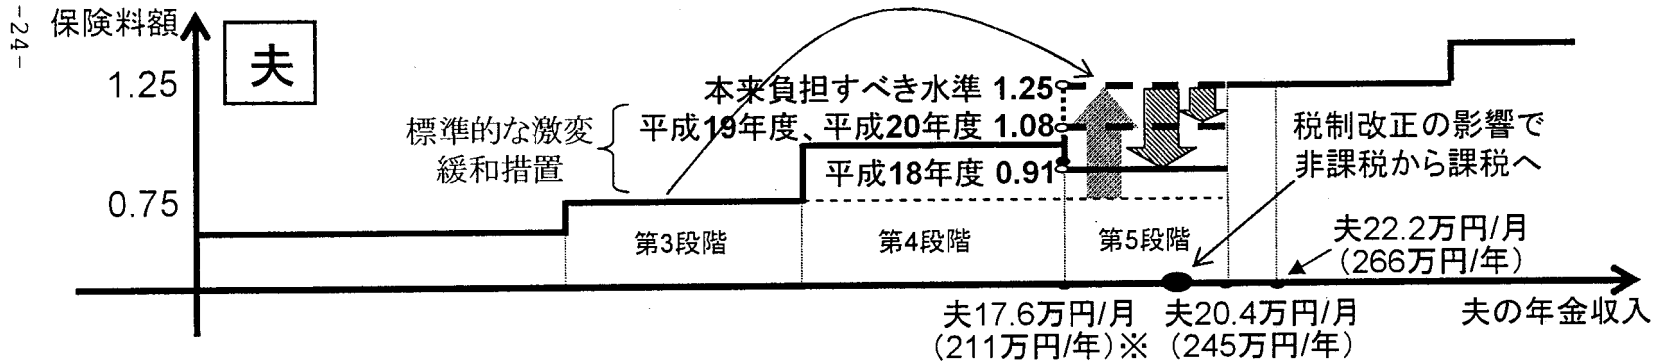 -24-
保険料額
夫
1.25
0.75
本来負担すべき水準 1.25
標準的な激変
緩和措置
平成19年度、平成20年度 1.08
平成18年度 0.91
税制改正の影響で
非課税から課税へ
第3段階
第4段階
第5段階
夫22.2万円/月
(266万円/年)
夫17.6万円/月
(211万円/年)※
夫20.4万円/月
(245万円/年)
夫の年金収入